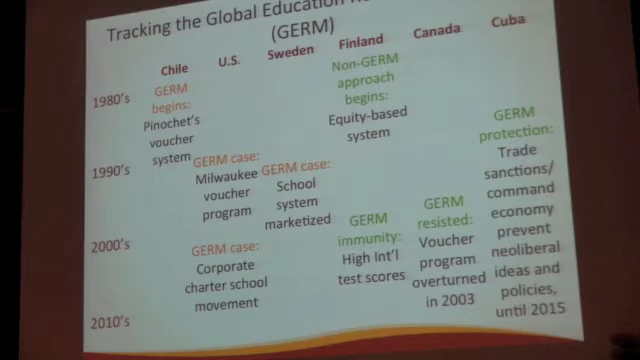 Tracking the Global Education
(GERM)
Chile U.S. Sweden Finland Canada Cuba
1980's
GERM
begins:
Pinochet's
voucher
system
Non-GERM
approach
begins:
Equity-based
system
1990's
GERM case:
Milwaukee
voucher
program
GERM case:
School
system
marketized
GERM
protection:
Trade
sanctions/
command
economy
prevent
neoliberal
ideas and
policies,
until 2015
2000's
GERM case:
Corporate
charter school
movement
GERM
immunity:
High Int'l
test scores
GERM
resisted:
Voucher
program
overturned
in 2003
2010's